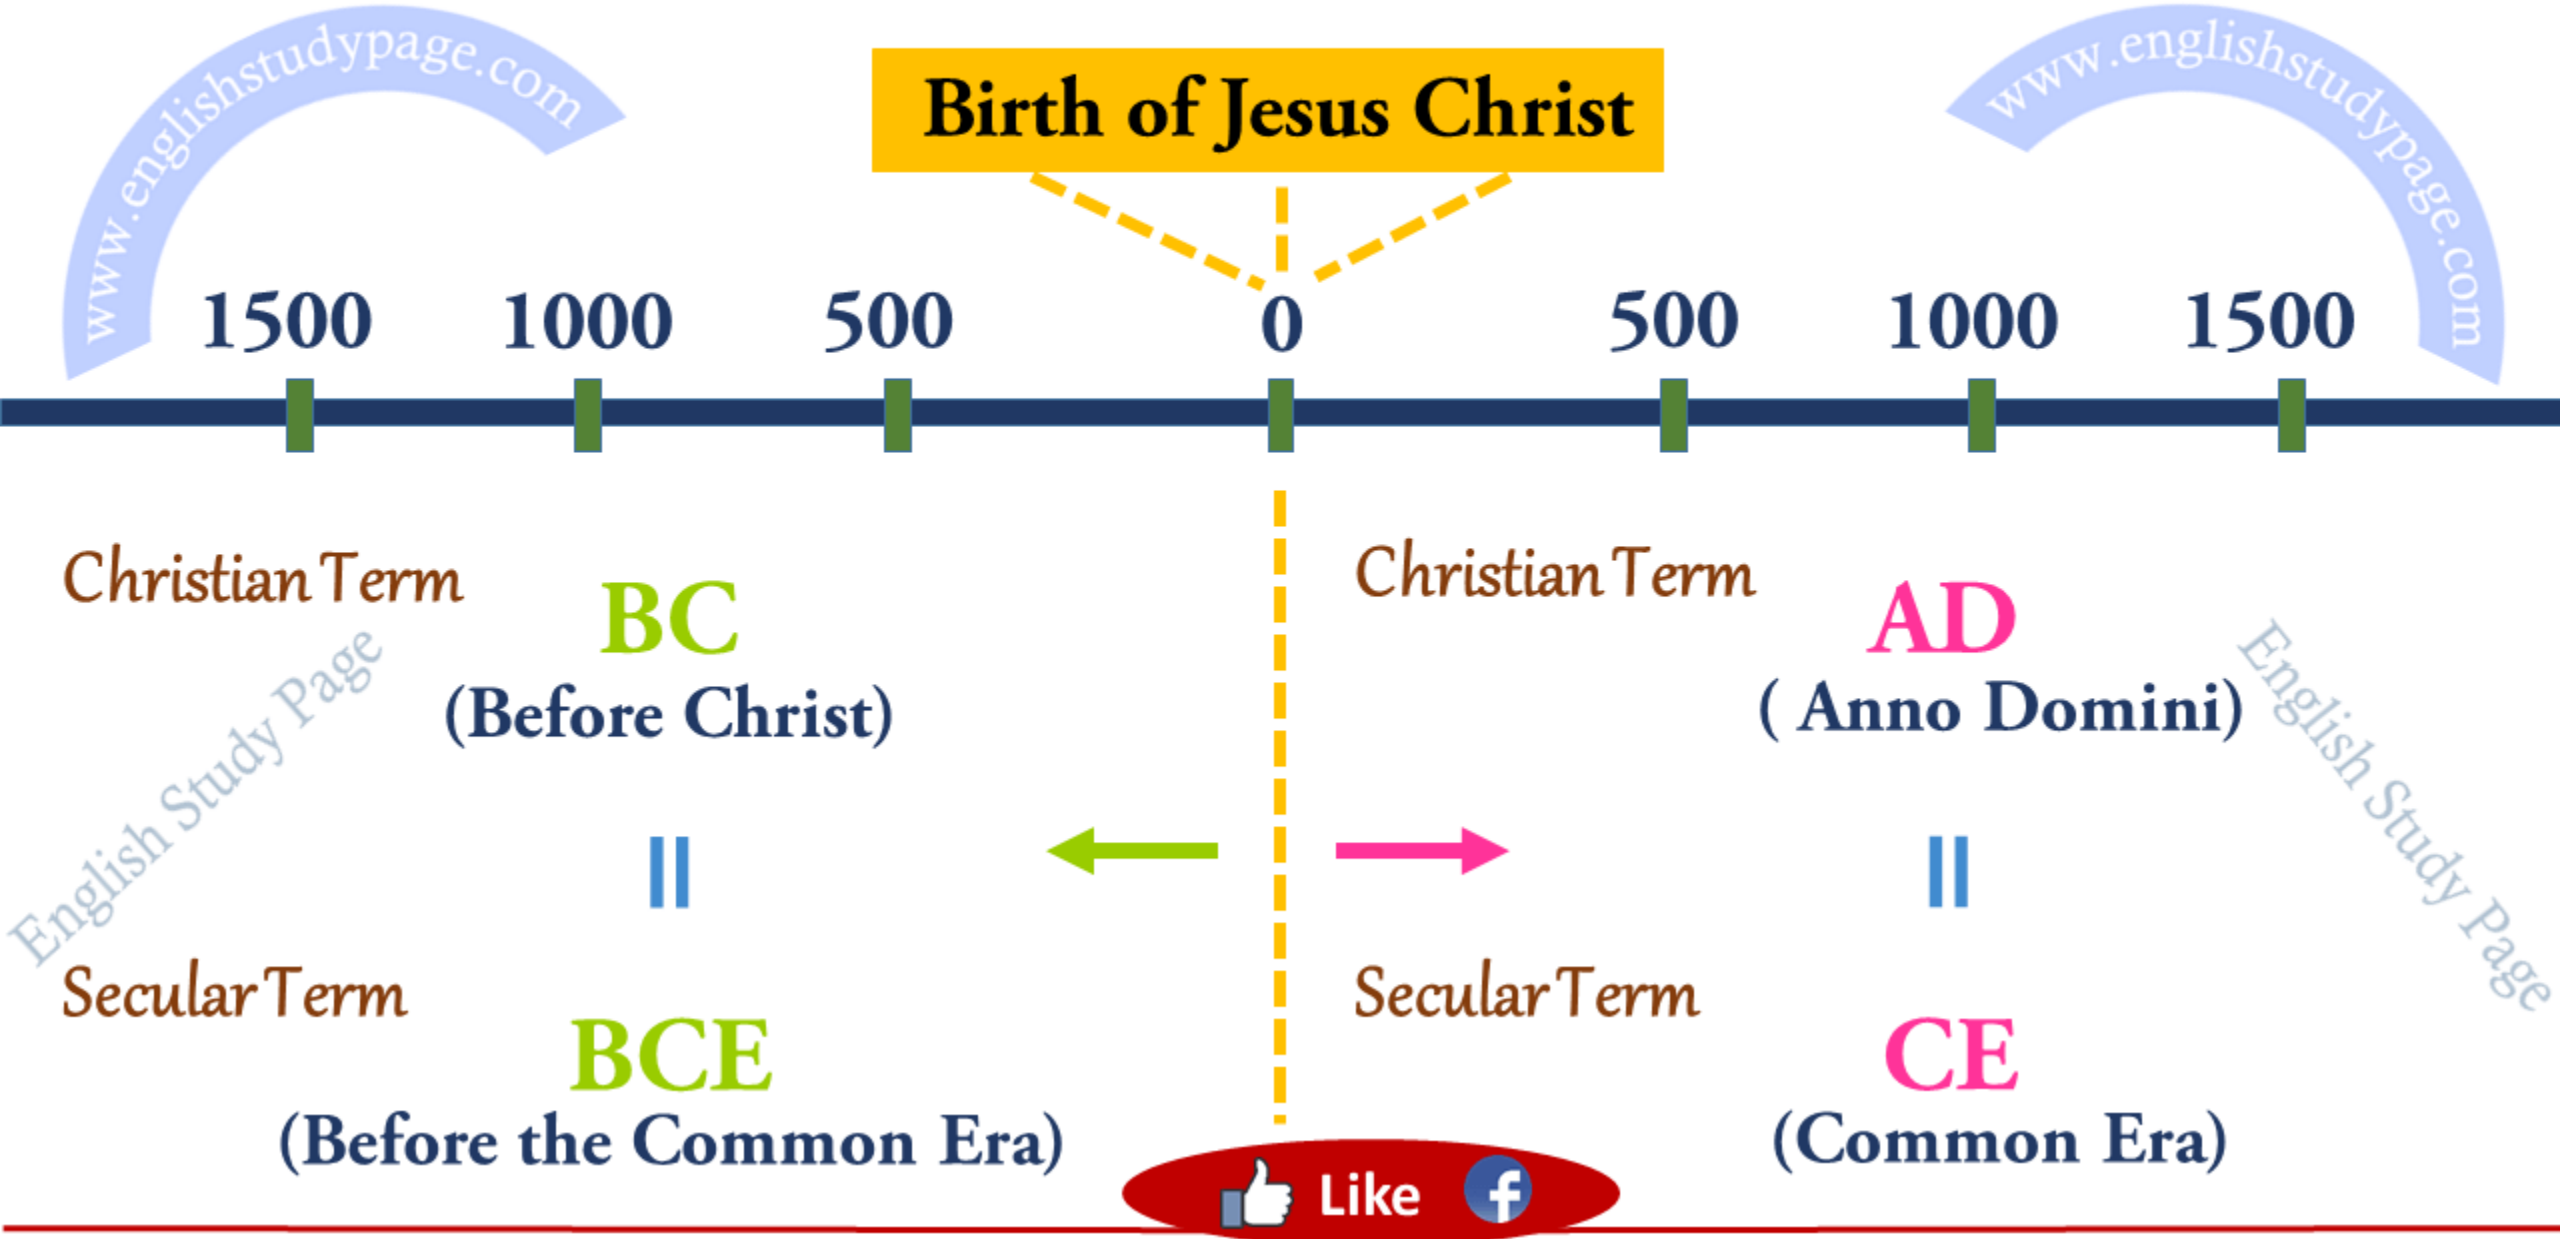 www.englishstudypage.com
Birth of Jesus Christ
www.englishstudypage.com
1500 1000 500 0 500 1000 1500
Christian Term
BC
(Before Christ)
English Study Page
Secular Term
BCE
(Before the Common Era)
Christian Term
AD
( Anno Domini)
English Study Page
Secular Term
CE
(Common Era)
Like f